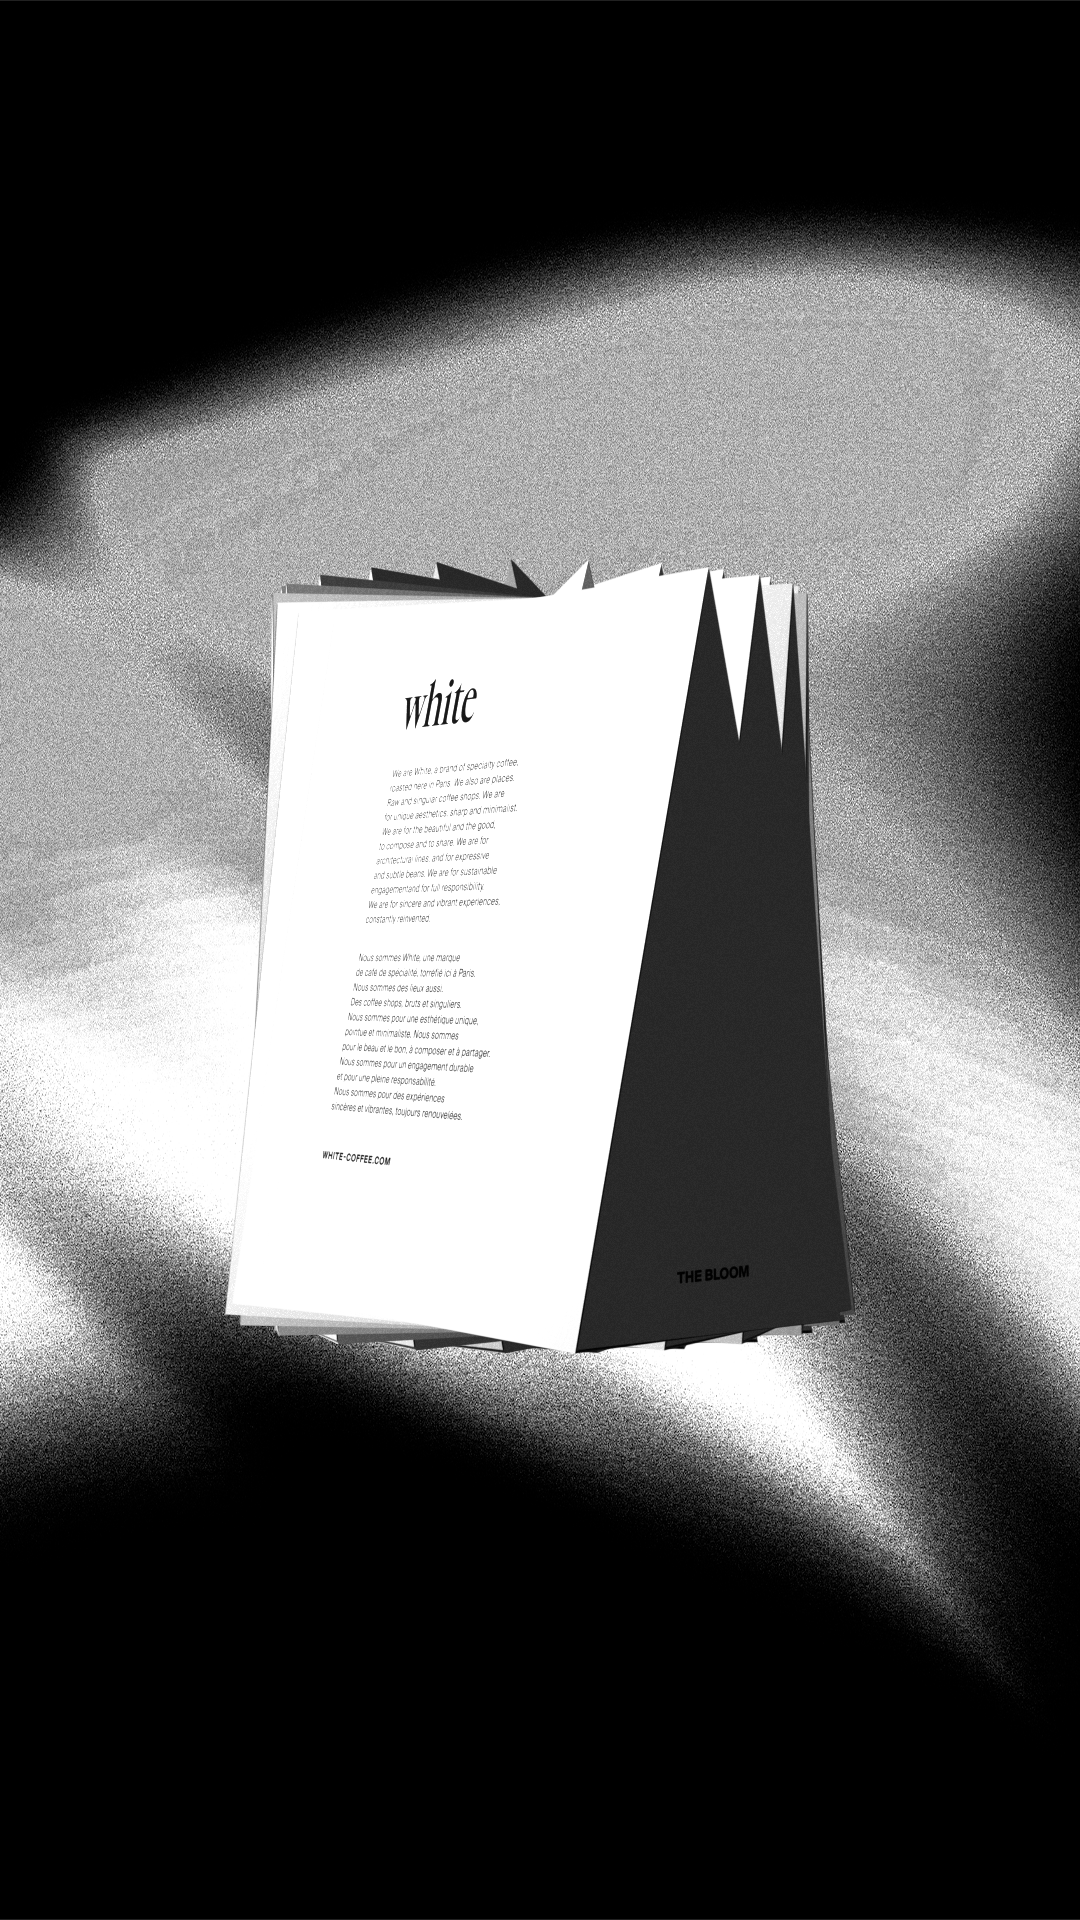 white
We are White, a brand of specialty coffee,
roasted here in Paris. We also are places.
Raw and singular coffee shops. We are
for unique aesthetics, sharp and minimalist.
We are for the beautiful and the good,
to compose and to share. We are for
architectural lines, and for expressive
and subtle beans. We are for sustainable
engagementand for full responsibility.
We are for sincere and vibrant experiences,
constantly reinvented.
Nous sommes White, une marque
de café de specialité, torréfié ici à Paris.
Nous sommes des lieux aussi.
Des coffee shops, bruts et singuliers.
Nous sommes pour une esthétique unique,
pointue et minimaliste. Nous sommes
pour le beau et le bon, à composer et à partager.
Nous sommes pour un engagement durable
et pour une pleine responsabilité.
Nous sommes pour des expériences
sincères et vibrantes, toujours renouvelées.
WHITE-COFFEE.COM
THE BLOOM